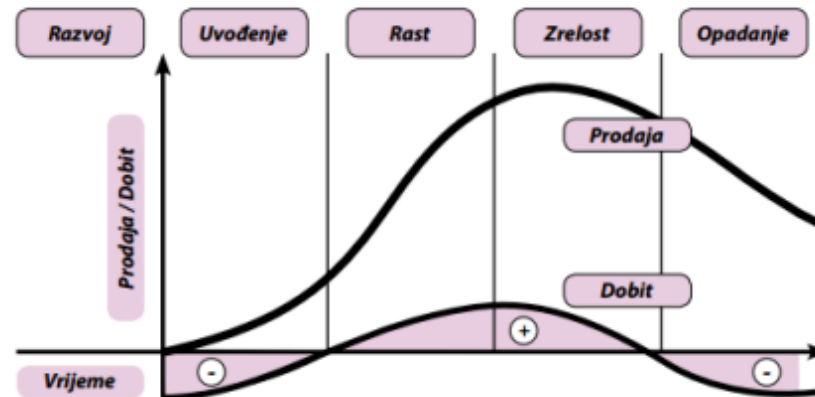 Razvoj
Uvođenje
Rast
Zrelost
Opadanje
Prodaja / Dobit
Prodaja
Dobit
+
-
-
Vrijeme